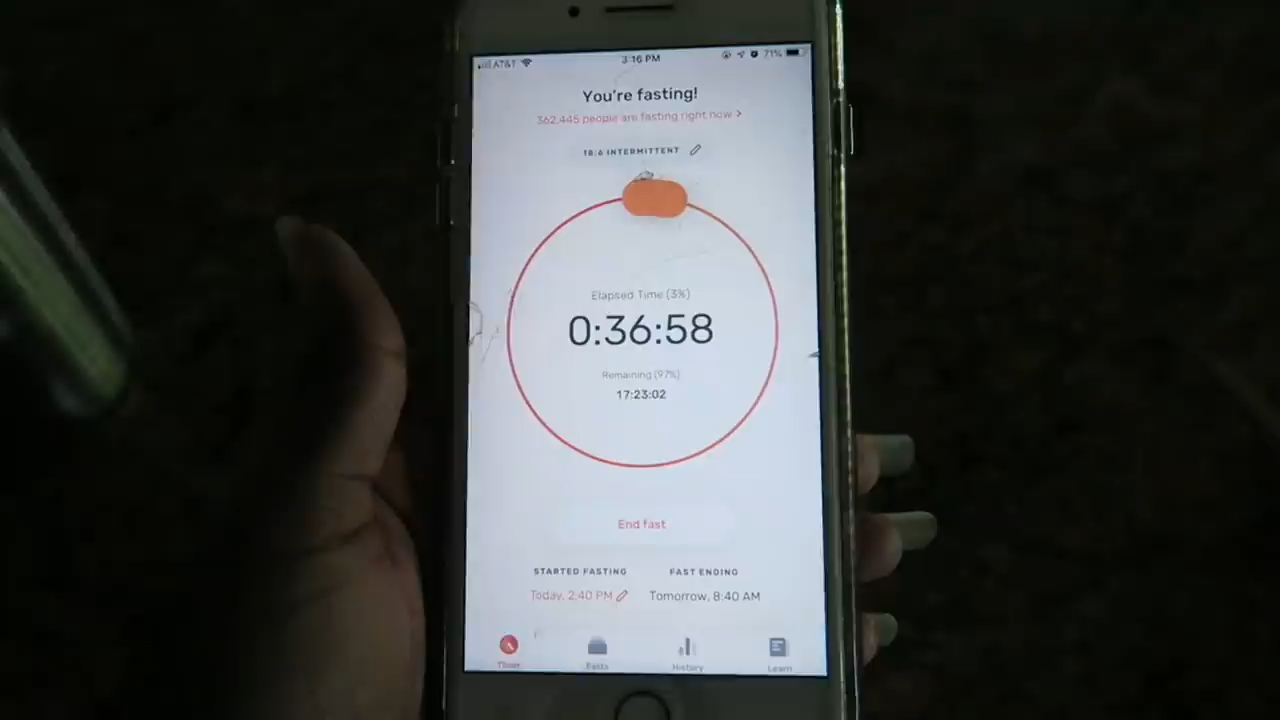 AT&T 3:16 PM 71%
You're fasting!
362,445 people are fasting right now >
18:6 INTERMITTENT
Elapsed Time (3%)
0:36:58
Remaining (97%)
17:23:02
End fast
STARTED FASTING FAST ENDING
Today, 2:40 PM Tomorrow, 8:40 AM
Timer Fasts History Learn